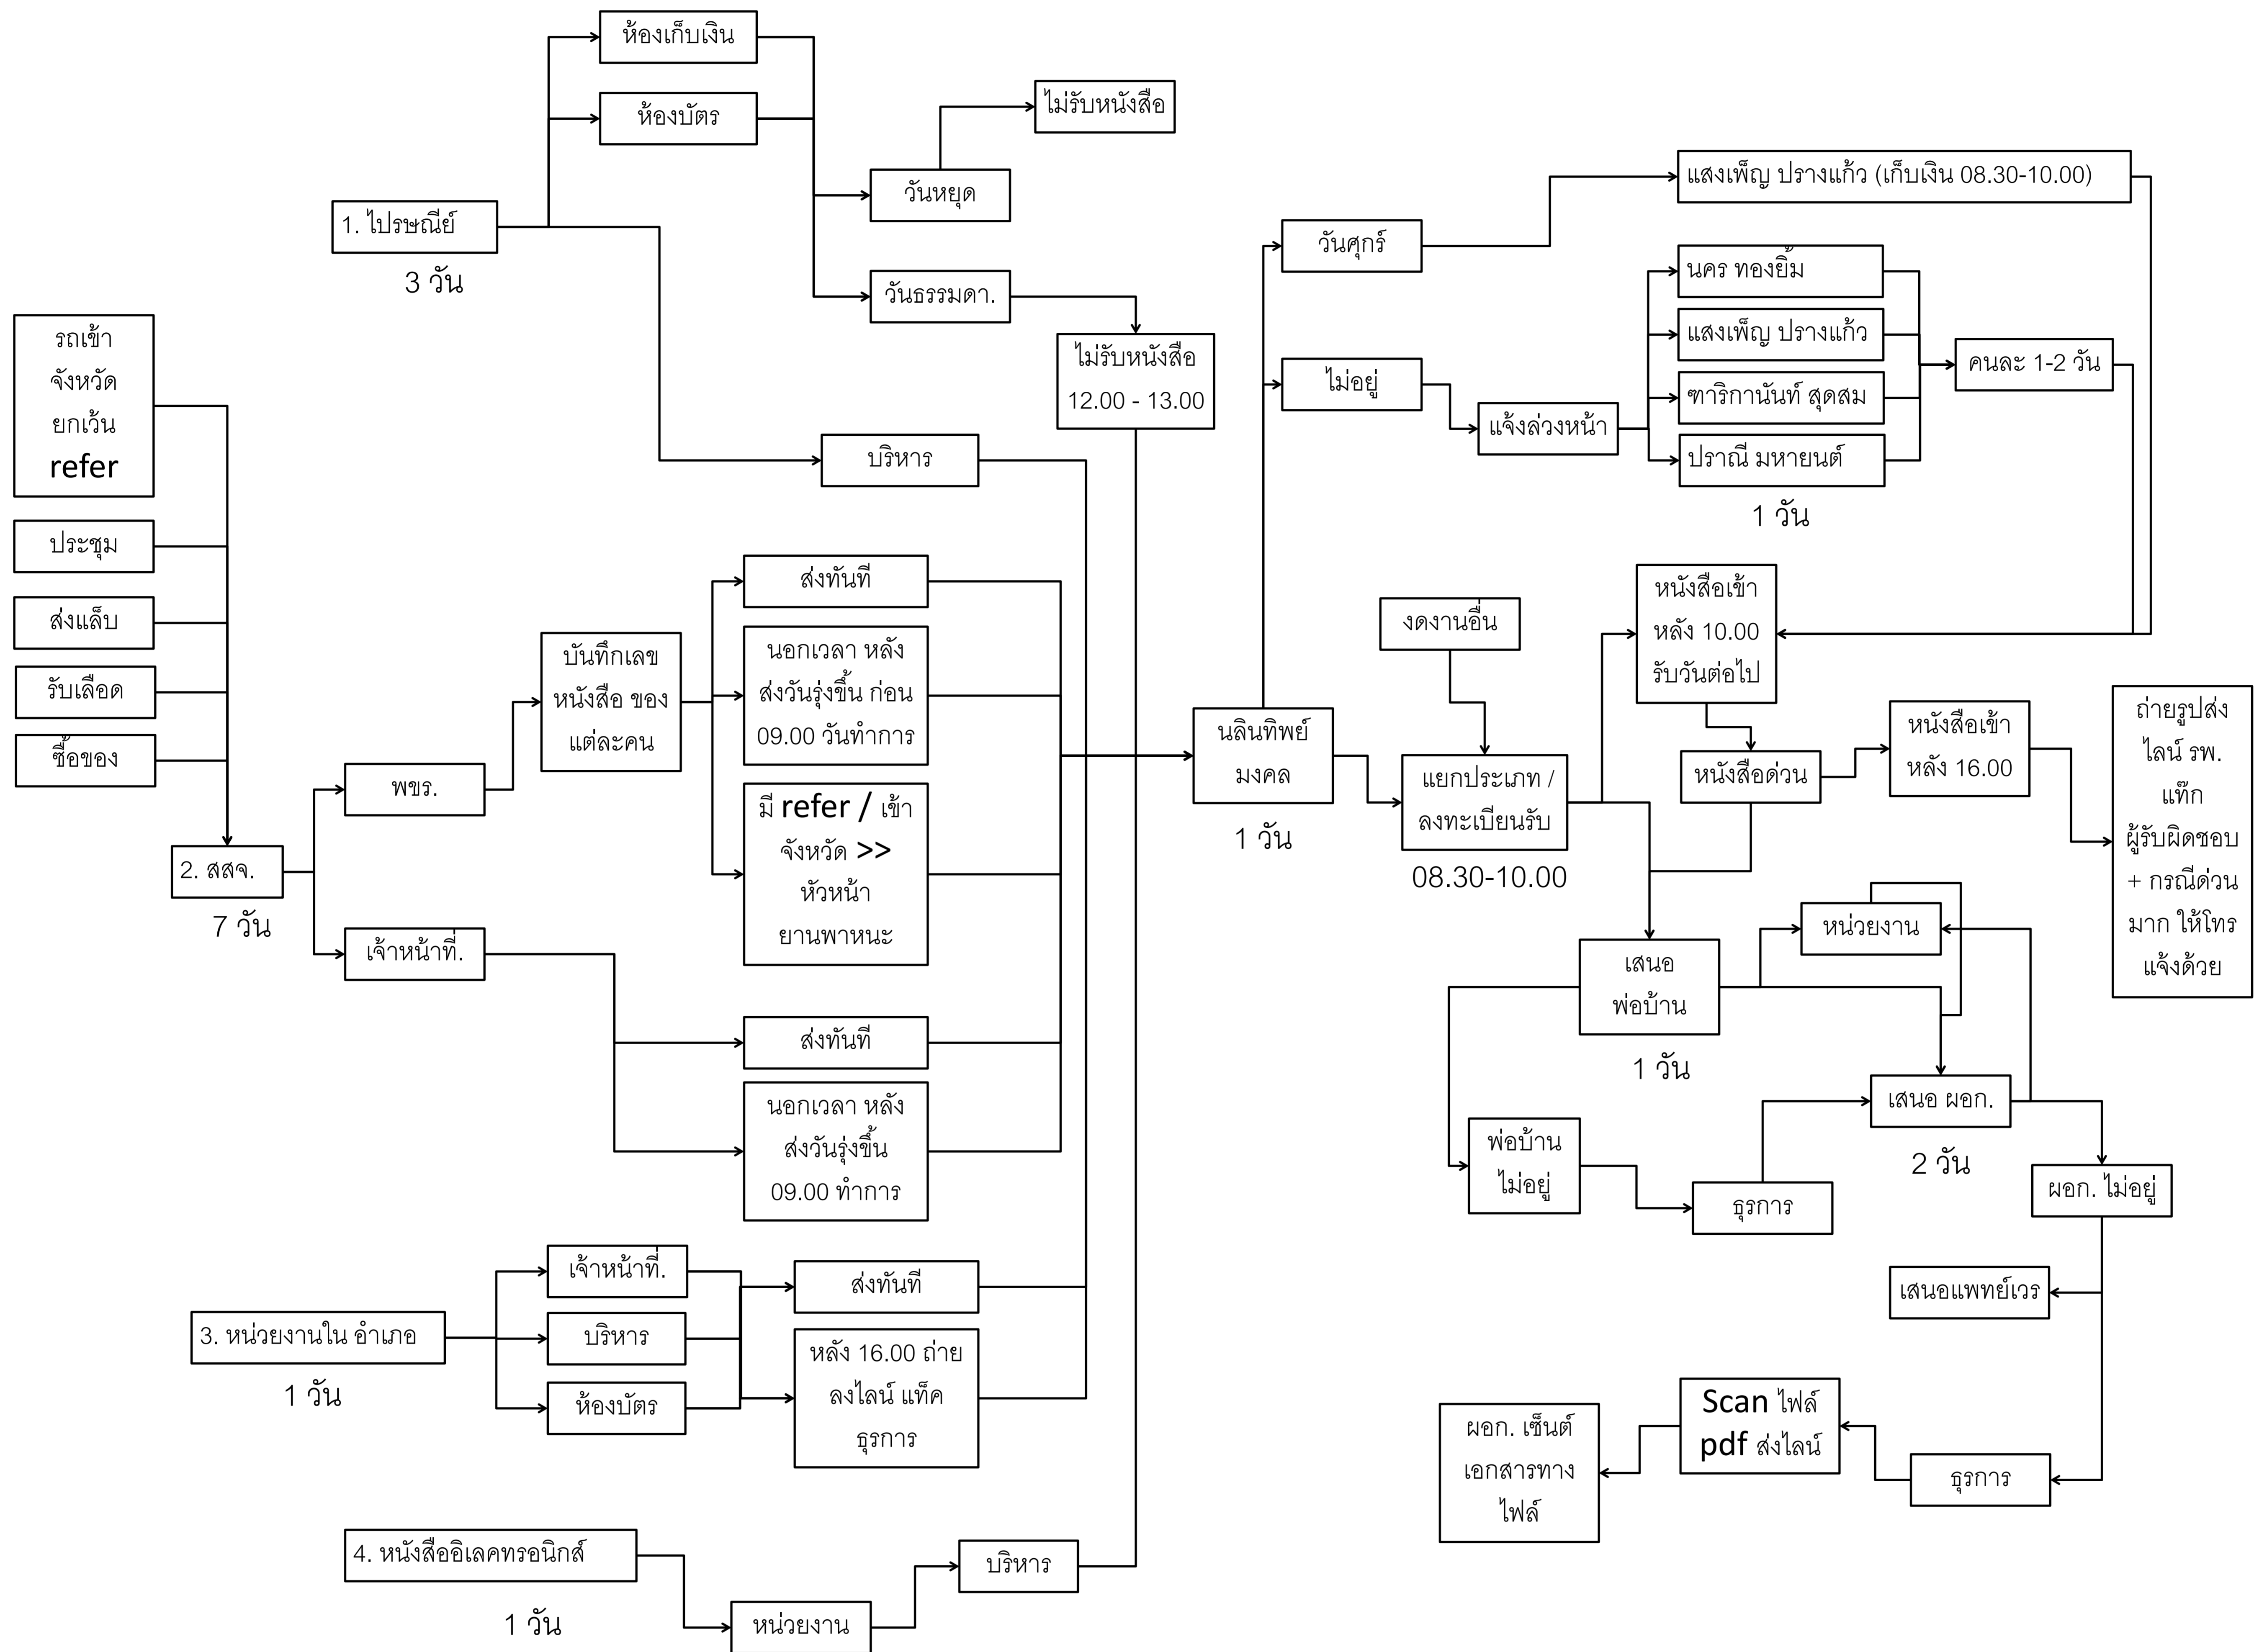 ห้องเก็บเงิน
ห้องบัตร
ไม่รับหนังสือ
วันหยุด
1. ไปรษณีย์
3 วัน
วันธรรมดา.
ไม่รับหนังสือ
12.00 - 13.00
บริหาร
รถเข้า
จังหวัด
ยกเว้น
refer
ประชุม
ส่งแล็บ
รับเลือด
ซื้อของ
2. สสจ.
7 วัน
พขร.
เจ้าหน้าที่.
บันทึกเลข
หนังสือ ของ
แต่ละคน
ส่งทันที
นอกเวลา หลัง
ส่งวันรุ่งขึ้น ก่อน
09.00 วันทำการ
มี refer / เข้า
จังหวัด >>
หัวหน้า
ยานพาหนะ
ส่งทันที
นอกเวลา หลัง
ส่งวันรุ่งขึ้น
09.00 ทำการ
3. หน่วยงานใน อำเภอ
1 วัน
เจ้าหน้าที่.
บริหาร
ห้องบัตร
ส่งทันที
หลัง 16.00 ถ่าย
ลงไลน์ แท็ค
ธุรการ
4. หนังสืออิเลคทรอนิกส์
1 วัน
หน่วยงาน
บริหาร
นลินทิพย์
มงคล
1 วัน
วันศุกร์
ไม่อยู่
แจ้งล่วงหน้า
แสงเพ็ญ ปรางแก้ว (เก็บเงิน 08.30-10.00)
นคร ทองยิ้ม
แสงเพ็ญ ปรางแก้ว
ฑาริกานันท์ สุดสม
ปราณี มหายนต์
1 วัน
คนละ 1-2 วัน
งดงานอื่น
แยกประเภท /
ลงทะเบียนรับ
08.30-10.00
หนังสือเข้า
หลัง 10.00
รับวันต่อไป
หนังสือด่วน
หนังสือเข้า
หลัง 16.00
ถ่ายรูปส่ง
ไลน์ รพ.
แท๊ก
ผู้รับผิดชอบ
+ กรณีด่วน
มาก ให้โทร
แจ้งด้วย
เสนอ
พ่อบ้าน
1 วัน
หน่วยงาน
เสนอ ผอก.
2 วัน
พ่อบ้าน
ไม่อยู่
ธุรการ
ผอก. ไม่อยู่
เสนอแพทย์เวร
ธุรการ
Scan ไฟล์
pdf ส่งไลน์
ผอก. เซ็นต์
เอกสารทาง
ไฟล์